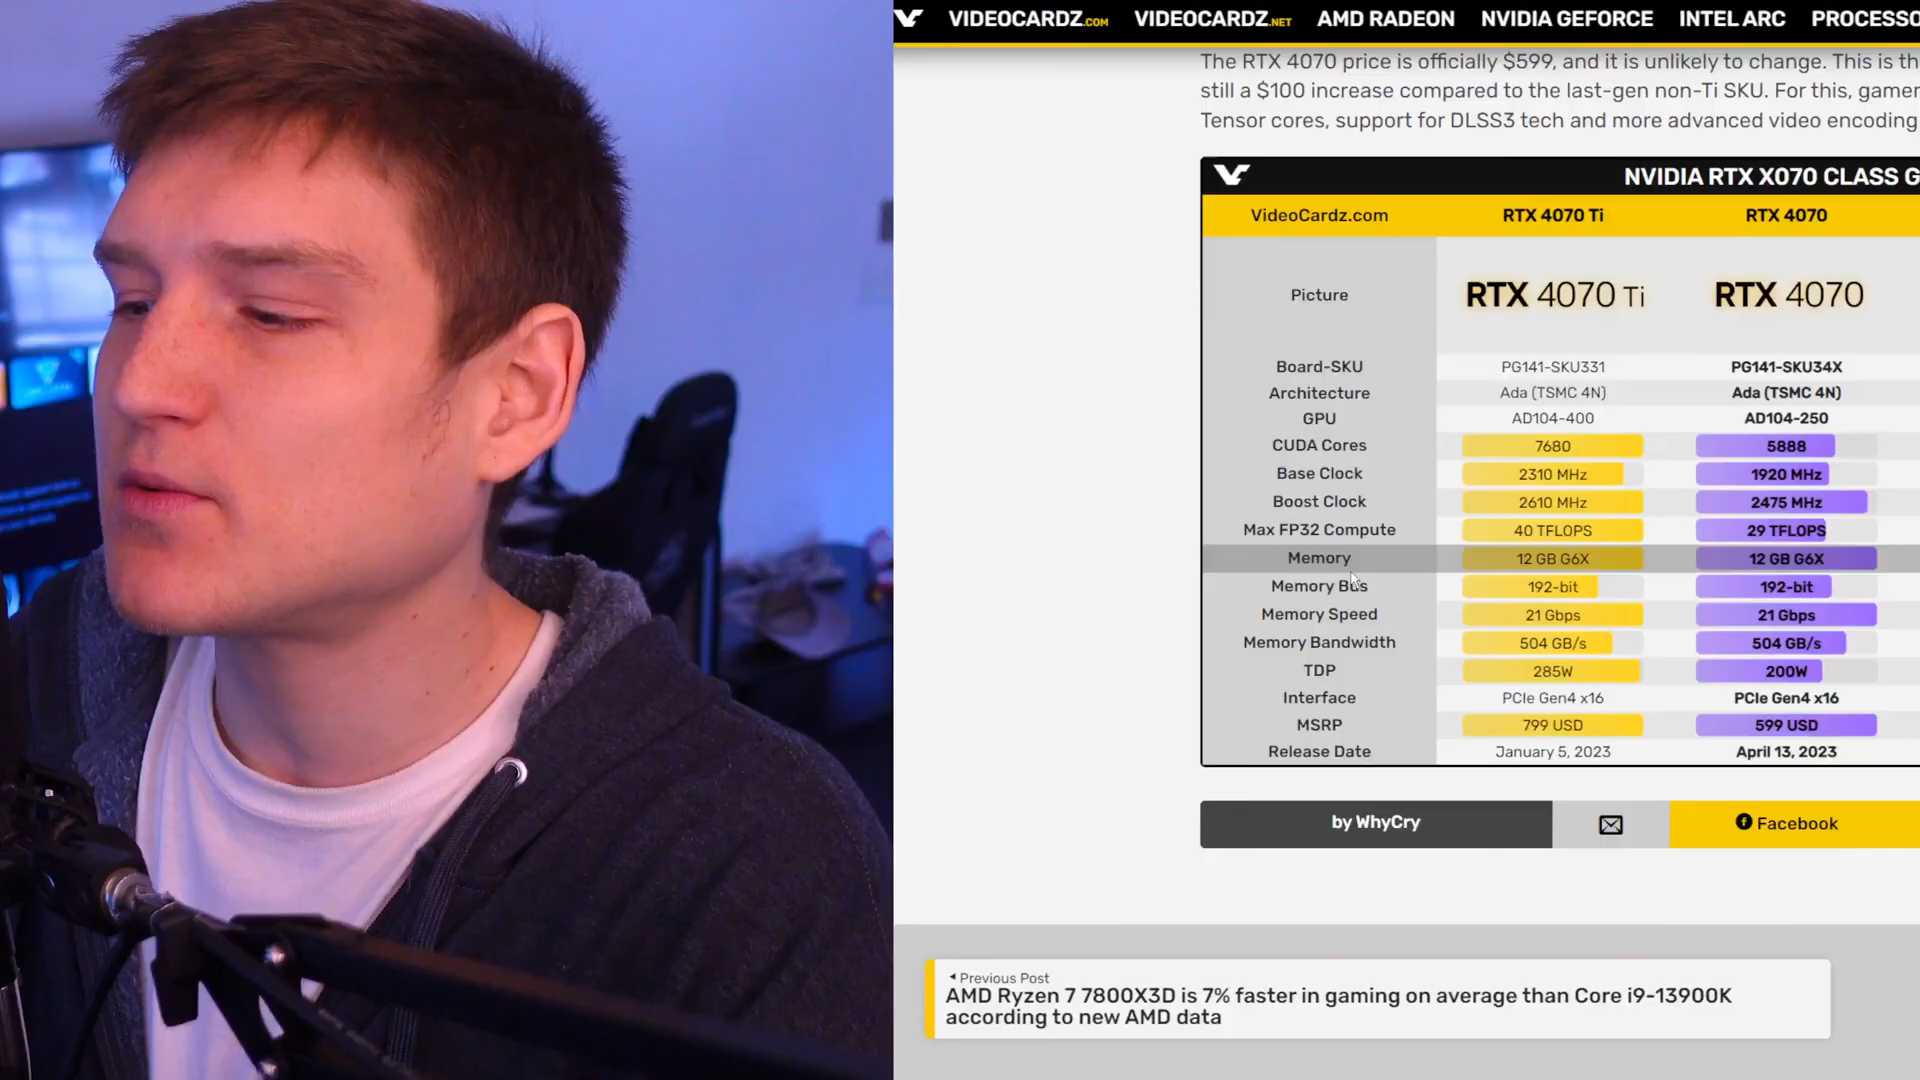 VIDEOCARDZ.COM VIDEOCARDZ.NET AMD RADEON NVIDIA GEFORCE INTEL ARC PROCESSO
The RTX 4070 price is officially $599, and it is unlikely to change. This is th
still a $100 increase compared to the last-gen non-Ti SKU. For this, gamer
Tensor cores, support for DLSS3 tech and more advanced video encoding
NVIDIA RTX X070 CLASS G
VideoCardz.com RTX 4070 Ti RTX 4070
Picture RTX 4070 Ti RTX 4070
Board-SKU PG141-SKU331 PG141-SKU34X
Architecture Ada (TSMC 4N) Ada (TSMC 4N)
GPU AD104-400 AD104-250
CUDA Cores 7680 5888
Base Clock 2310 MHz 1920 MHz
Boost Clock 2610 MHz 2475 MHz
Max FP32 Compute 40 TFLOPS 29 TFLOPS
Memory 12 GB G6X 12 GB G6X
Memory Bus 192-bit 192-bit
Memory Speed 21 Gbps 21 Gbps
Memory Bandwidth 504 GB/s 504 GB/s
TDP 285W 200W
Interface PCIe Gen4 x16 PCIe Gen4 x16
MSRP 799 USD 599 USD
Release Date January 5, 2023 April 13, 2023
by WhyCry Facebook
Previous Post
AMD Ryzen 7 7800X3D is 7% faster in gaming on average than Core i9-13900K
according to new AMD data